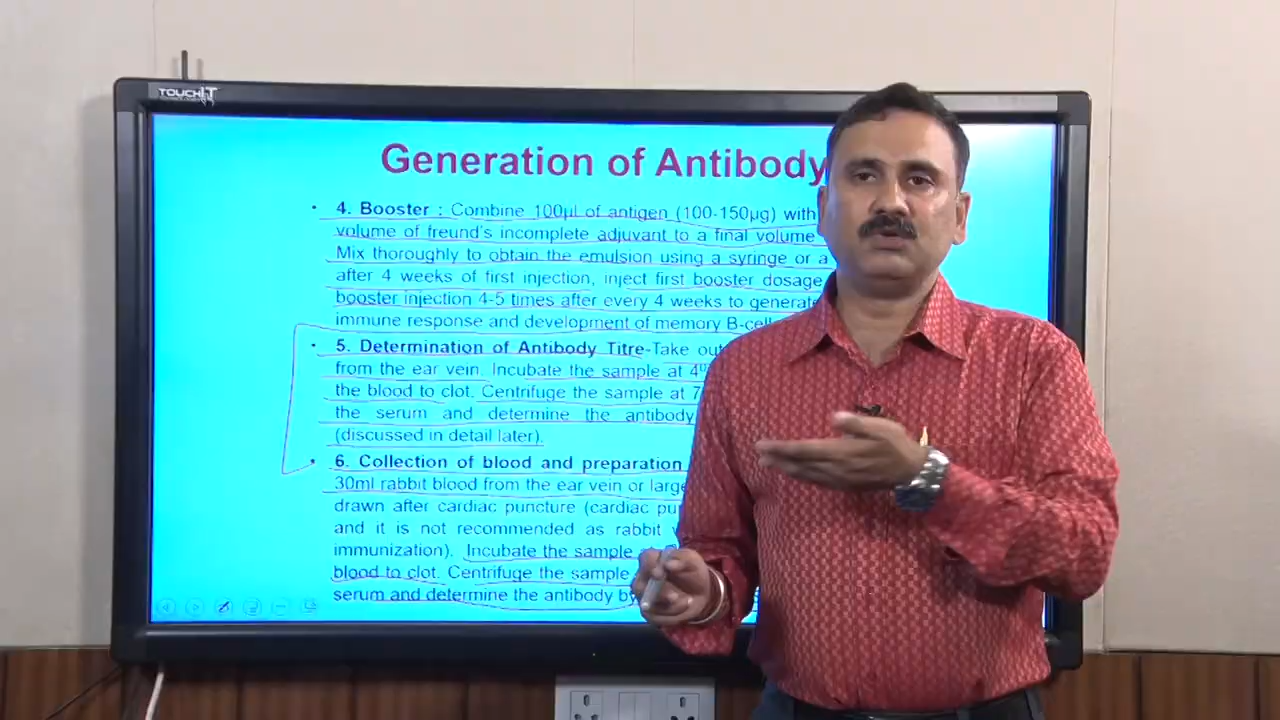 TOUCHIT
Generation of Antibody
• 4. Booster : Combine 100µl of antigen (100-150µg) with
volume of freund's incomplete adjuvant to a final volume
Mix thoroughly to obtain the emulsion using a syringe or a
after 4 weeks of first injection, inject first booster dosage
booster injection 4-5 times after every 4 weeks to generate
immune response and development of memory B-cell
• 5. Determination of Antibody Titre-Take out
from the ear vein. Incubate the sample at 4⁰
the blood to clot. Centrifuge the sample at 7
the serum and determine the antibody
(discussed in detail later).
• 6. Collection of blood and preparation
30ml rabbit blood from the ear vein or large
drawn after cardiac puncture (cardiac
and it is not recommended as rabbit
immunization). Incubate the sample
blood to clot. Centrifuge the sample
serum and determine the antibody by